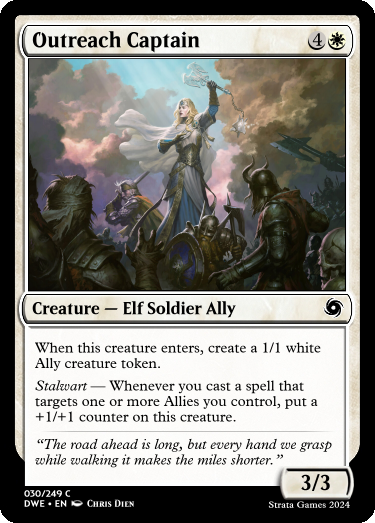 Outreach Captain 4
Creature — Elf Soldier Ally
When this creature enters, create a 1/1 white
Ally creature token.
Stalwart — Whenever you cast a spell that
targets one or more Allies you control, put a
+1/+1 counter on this creature.
“The road ahead is long, but every hand we grasp
while walking it makes the miles shorter.”
3/3
030/249 C
DWE • EN Chris Dien
Strata Games 2024